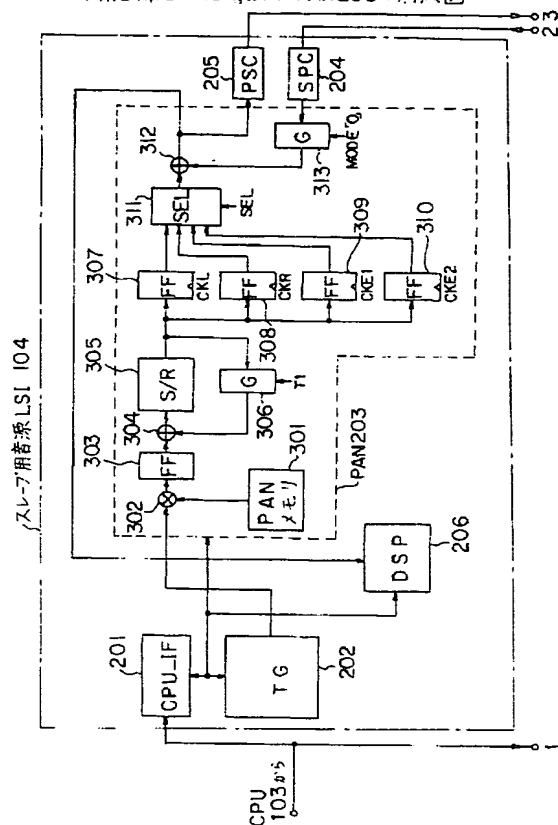 スレーブ用音源LSI 104
PAN203
23
2
1
205
PSC
204
SPC
312
313
G
MODE
311
SEL
SEL
307
FF
CKL
308
FF
CKR
309
FF
CKE1
310
FF
CKE2
305
S/R
306
G
T1
304
303
FF
302
301
PAN
メモリ
206
DSP
201
CPU_IF
202
TG
CPU
103から